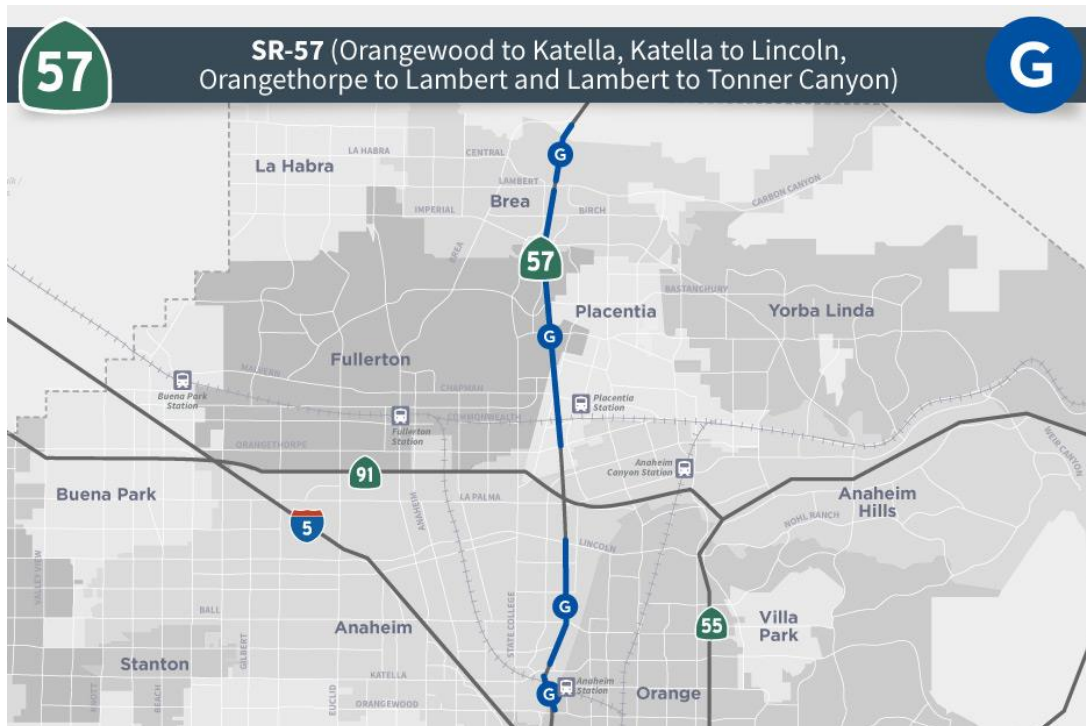 57
SR-57 (Orangewood to Katella, Katella to Lincoln,
Orangethorpe to Lambert and Lambert to Tonner Canyon)
G
La Habra
LA HABRA
CENTRAL
G
LAMBERT
Brea
IMPERIAL
BIRCH
CARBON CANYON
BREA
57
BASTANCHURY
Placentia
Yorba Linda
G
Fullerton
MALVERN
CHAPMAN
Buena Park
Station
Placentia
Station
COMMONWEALTH
Fullerton
Station
ORANGETHORPE
WEIR CANYON
91
Anaheim
Canyon Station
Buena Park
ANAHEIM
LA PALMA
Anaheim
Hills
NOHL RANCH
5
LINCOLN
VALLEY VIEW
BALL
G
STATE COLLEGE
Anaheim
55
Villa
Park
Stanton
GILBERT
KATELLA
Anaheim
Station
G
Orange
KNOTT
BEACH
EUCLID
ORANGEWOOD